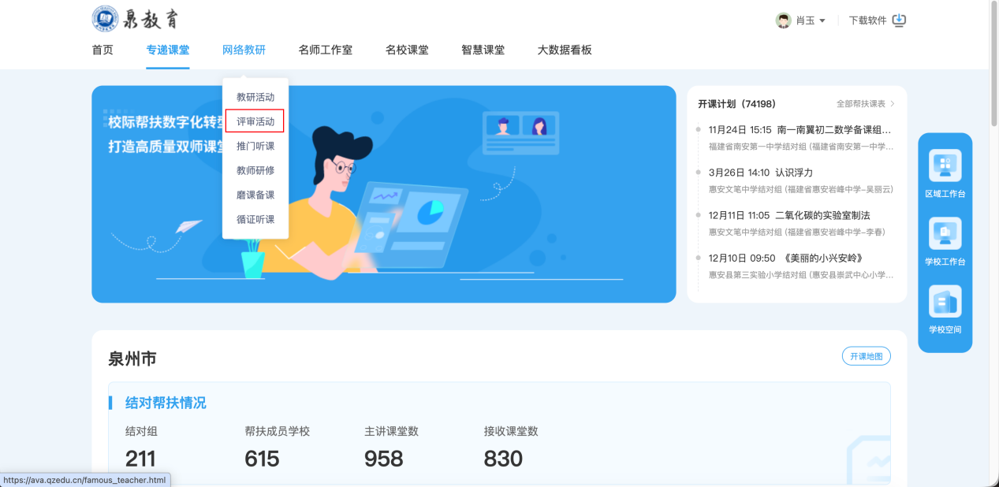 泉教育
肖玉
下载软件
首页 专递课堂 网络教研 名师工作室 名校课堂 智慧课堂 大数据看板
教研活动
评审活动
推门听课
教师研修
磨课备课
循证听课
校际帮扶数字化转型
打造高质量双师课堂
开课计划（74198） 全部帮扶课表
11月24日 15:15 南一南翼初二数学备课组...
福建省南安第一中学结对组 (福建省南安第一中学...
3月26日 14:10 认识浮力
惠安文笔中学结对组 (福建省惠安岩峰中学-吴丽云)
12月11日 11:05 二氧化碳的实验室制法
惠安文笔中学结对组 (福建省惠安岩峰中学-李春)
12月10日 09:50 《美丽的小兴安岭》
惠安县第三实验小学结对组 (惠安县崇武中心小学...
区域工作台
学校工作台
学校空间
泉州市
开课地图
结对帮扶情况
结对组 帮扶成员学校 主讲课堂数 接收课堂数
211 615 958 830
https://ava.qzedu.cn/famous_teacher.html